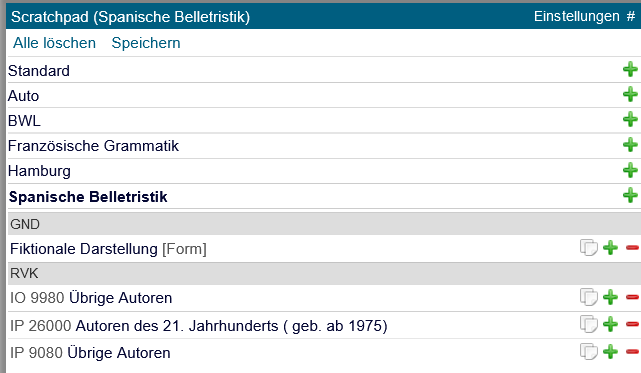 Scratchpad (Spanische Belletristik) Einstellungen #
Alle löschen Speichern
Standard
Auto
BWL
Französische Grammatik
Hamburg
Spanische Belletristik
GND
Fiktionale Darstellung [Form]
RVK
IO 9980 Übrige Autoren
IP 26000 Autoren des 21. Jahrhunderts ( geb. ab 1975)
IP 9080 Übrige Autoren